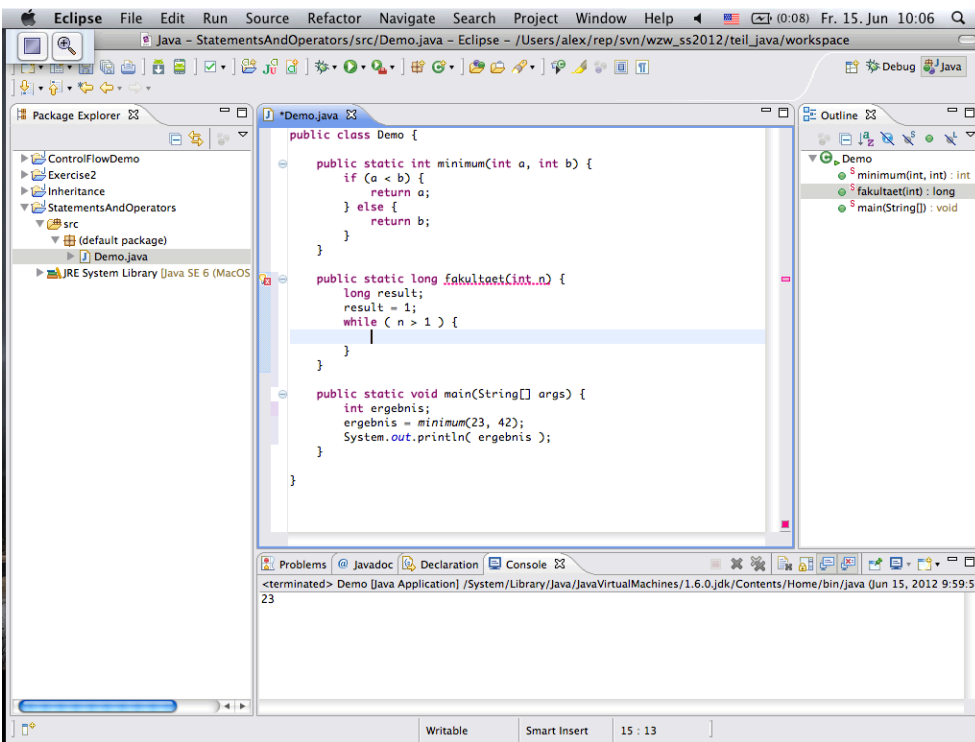 Eclipse File Edit Run Source Refactor Navigate Search Project Window Help (0:08) Fr. 15. Jun 10:06
Java – StatementsAndOperators/src/Demo.java – Eclipse – /Users/alex/rep/svn/wzw_ss2012/teil_java/workspace
Debug Java
Package Explorer
ControlFlowDemo
Exercise2
Inheritance
StatementsAndOperators
src
(default package)
Demo.java
JRE System Library [Java SE 6 (MacOS
*Demo.java
public class Demo {
public static int minimum(int a, int b) {
if (a < b) {
return a;
} else {
return b;
}
}
public static long fakultaet(int n) {
long result;
result = 1;
while ( n > 1 ) {
}
}
public static void main(String[] args) {
int ergebnis;
ergebnis = minimum(23, 42);
System.out.println( ergebnis );
}
}
Outline
Demo
minimum(int, int) : int
fakultaet(int) : long
main(String[]) : void
Problems @ Javadoc Declaration Console
<terminated> Demo [Java Application] /System/Library/Java/JavaVirtualMachines/1.6.0.jdk/Contents/Home/bin/java (Jun 15, 2012 9:59:5
23
Writable Smart Insert 15 : 13